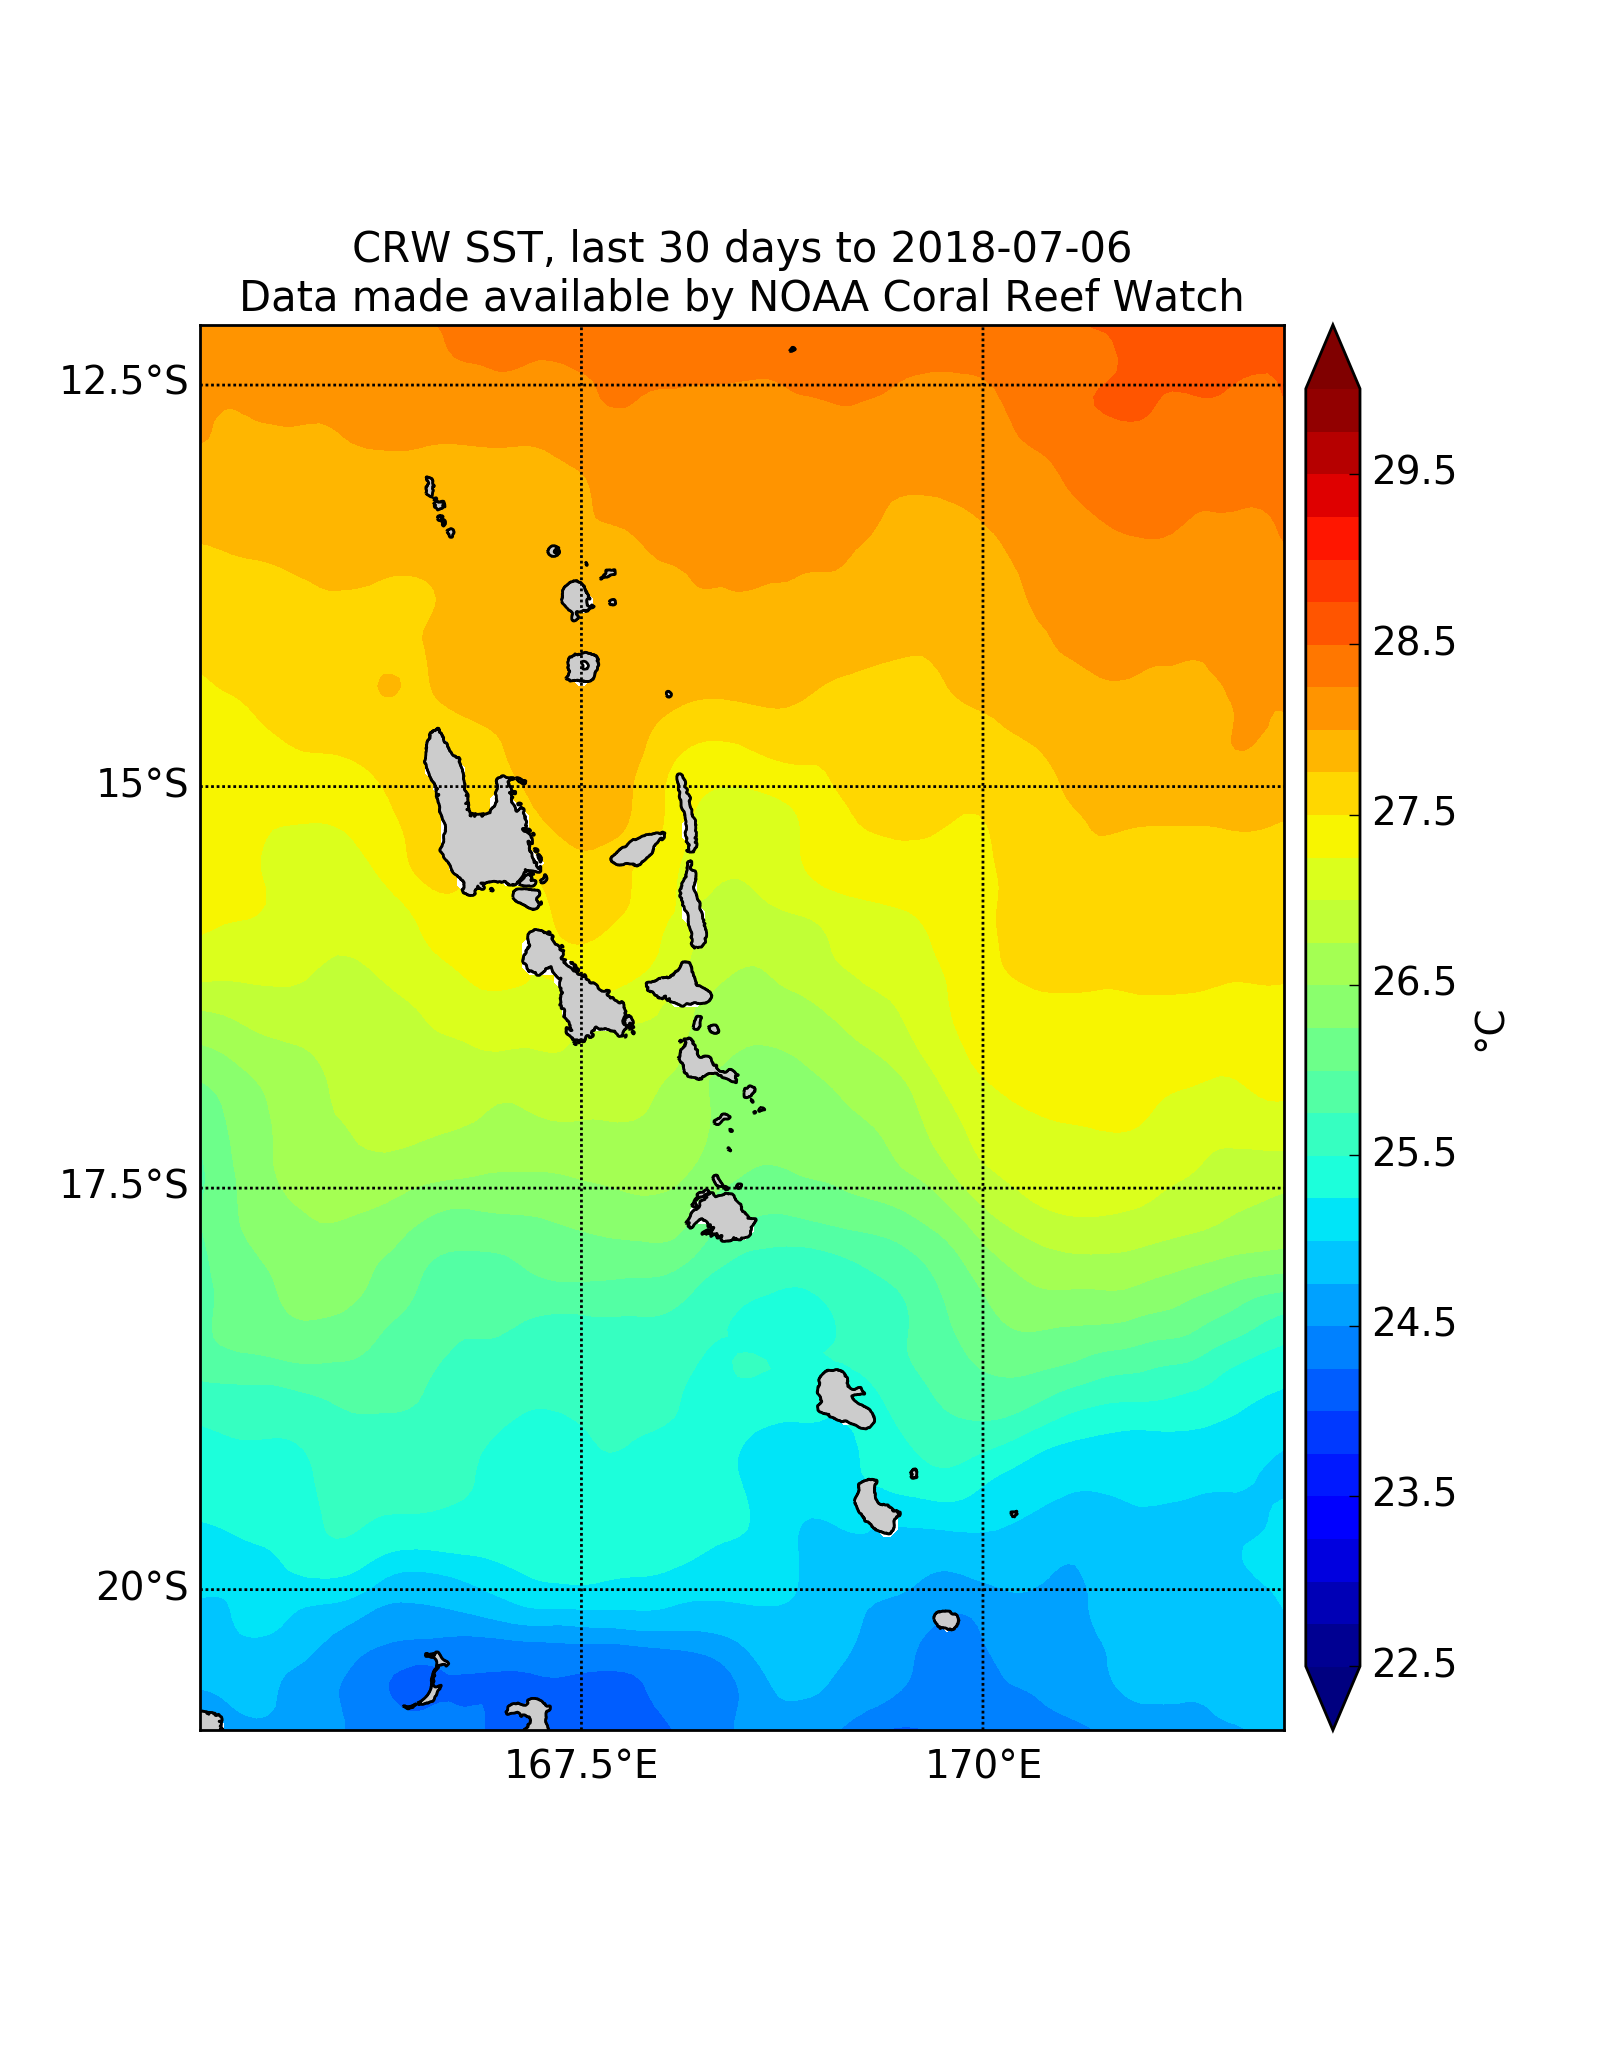 CRW SST, last 30 days to 2018-07-06
Data made available by NOAA Coral Reef Watch
12.5°S
15°S
17.5°S
20°S
167.5°E
170°E
29.5
28.5
27.5
26.5
25.5
24.5
23.5
22.5
°C